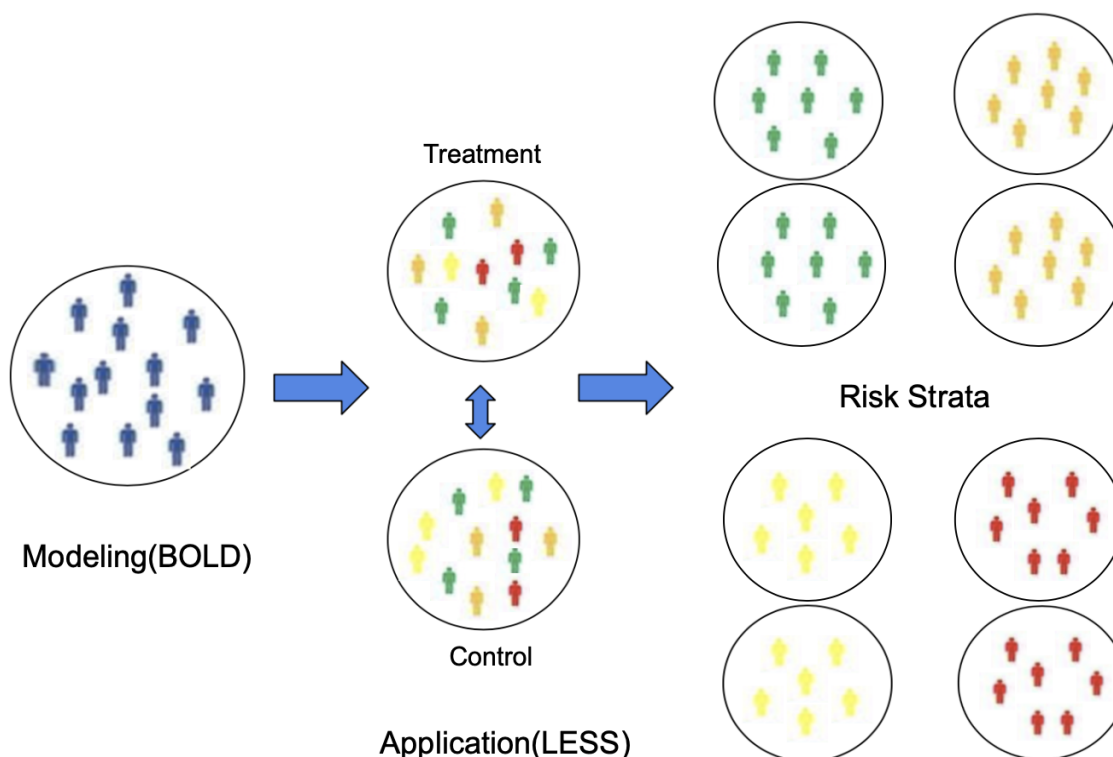 Treatment
Risk Strata
Modeling(BOLD)
Control
Application(LESS)